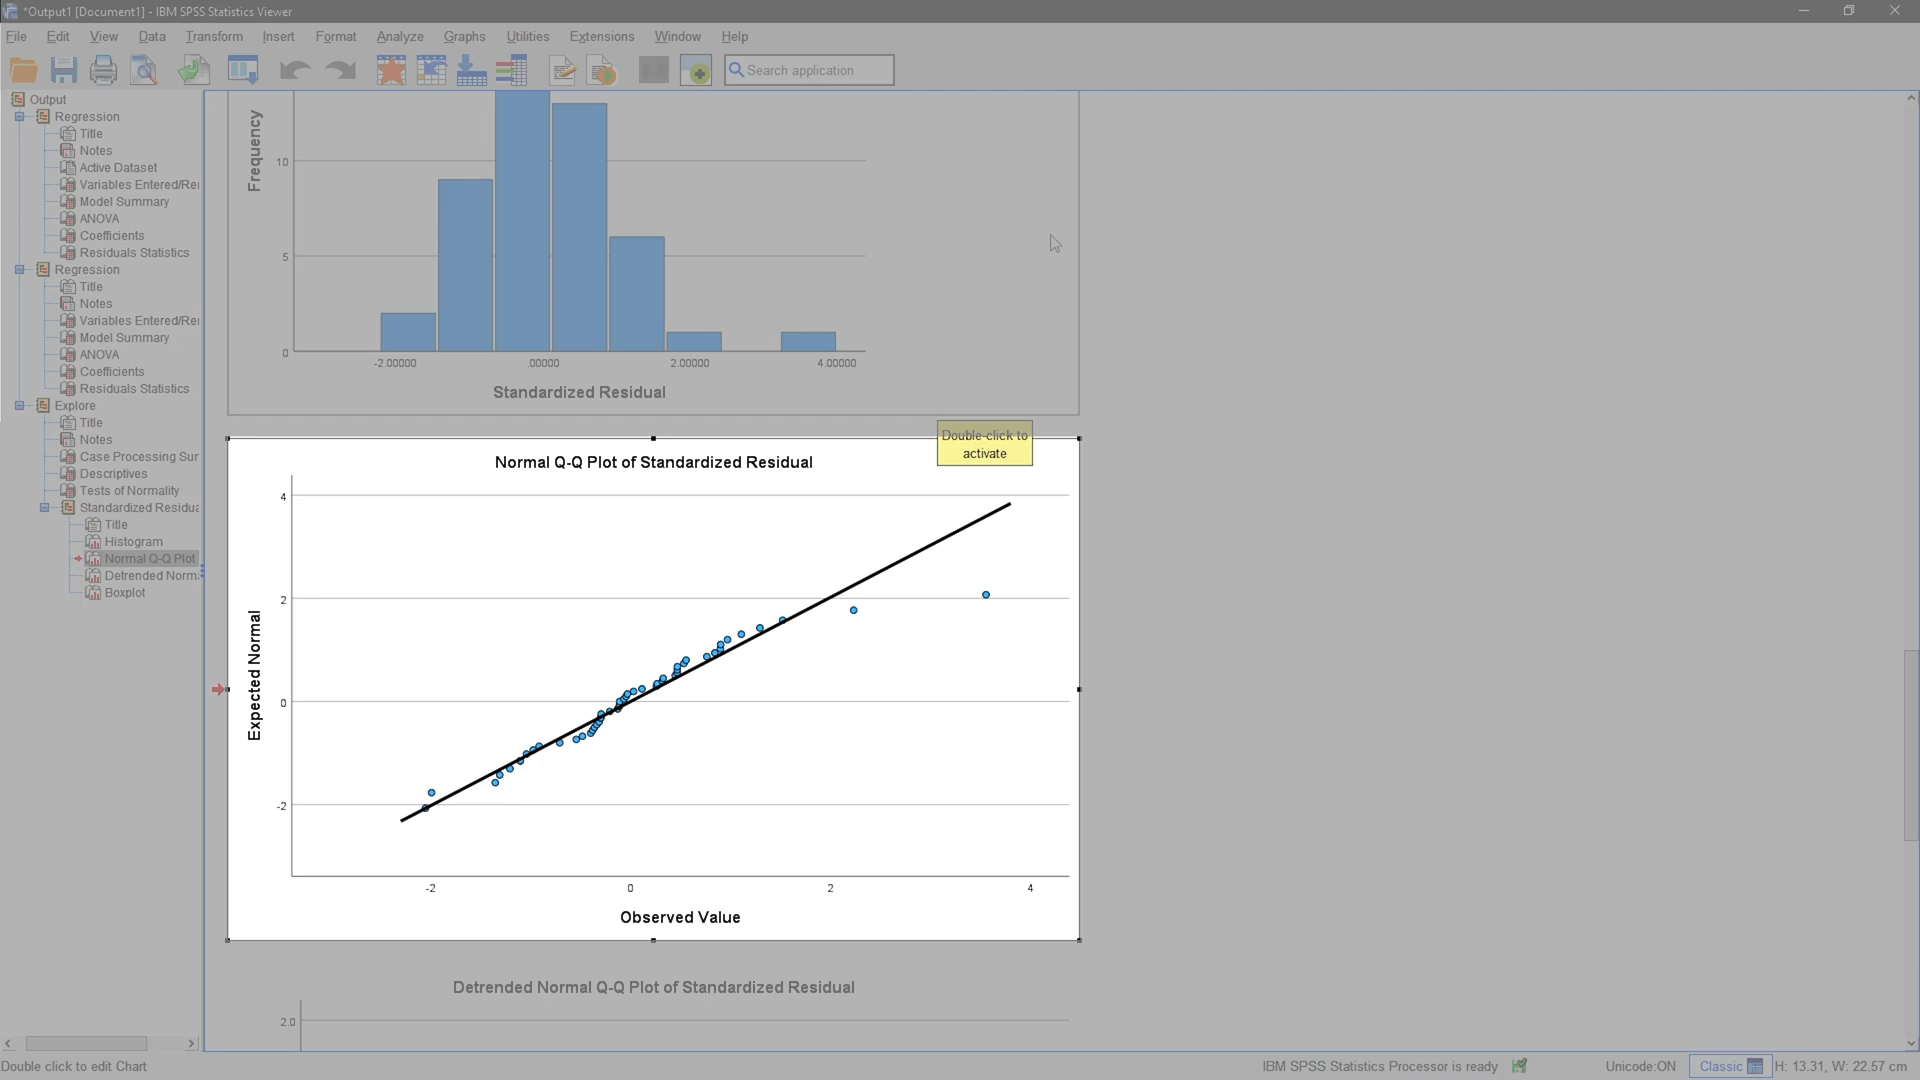 *Output1 [Document1] - IBM SPSS Statistics Viewer
File Edit View Data Transform Insert Format Analyze Graphs Utilities Extensions Window Help
Search application
Output
Regression
Title
Notes
Active Dataset
Variables Entered/Re
Model Summary
ANOVA
Coefficients
Residuals Statistics
Regression
Title
Notes
Variables Entered/Re
Model Summary
ANOVA
Coefficients
Residuals Statistics
Explore
Title
Notes
Case Processing Sur
Descriptives
Tests of Normality
Standardized Residua
Title
Histogram
Normal Q-Q Plot
Detrended Norm
Boxplot
Frequency
10
5
0
-2.00000 .00000 2.00000 4.00000
Standardized Residual
Double-click to
activate
Normal Q-Q Plot of Standardized Residual
Expected Normal
4
2
0
-2
-2 0 2 4
Observed Value
Detrended Normal Q-Q Plot of Standardized Residual
2.0
Double click to edit Chart
IBM SPSS Statistics Processor is ready
Unicode:ON
Classic
H: 13.31, W: 22.57 cm